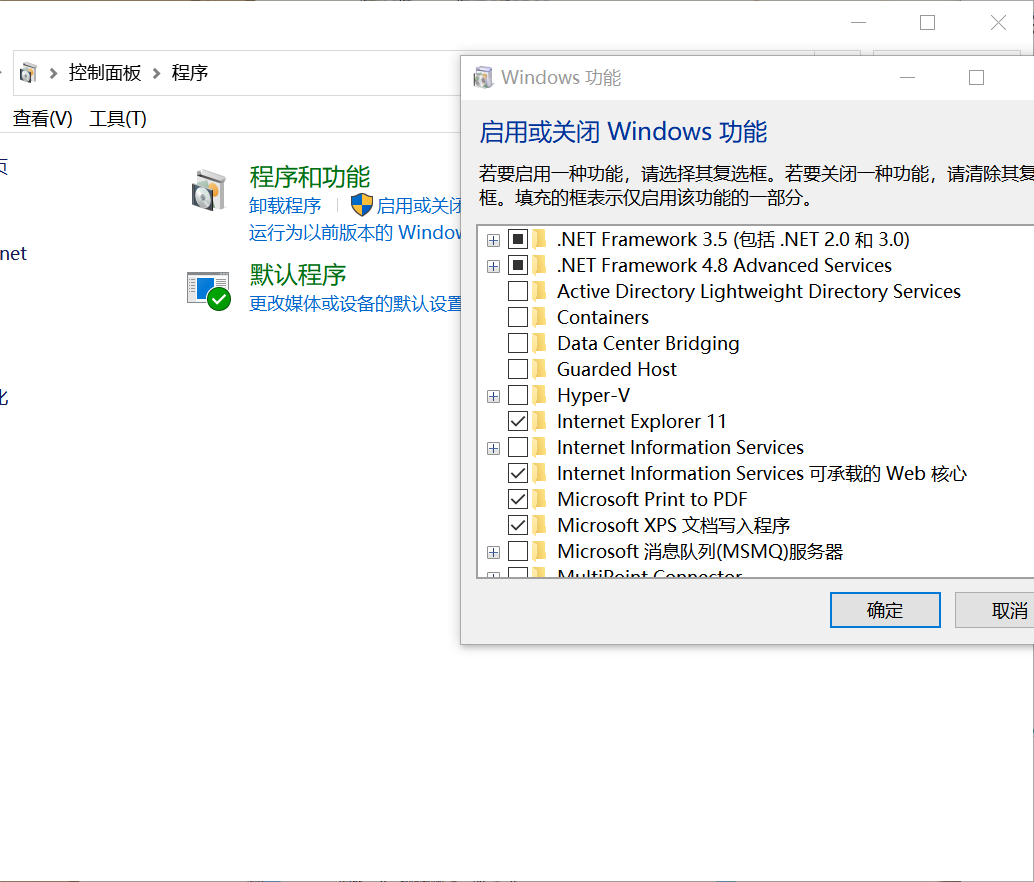 控制面板 程序
查看(V) 工具(T)
页
net
程序和功能
卸载程序 启用或关闭
运行为以前版本的 Window
默认程序
更改媒体或设备的默认设置
Windows 功能
启用或关闭 Windows 功能
若要启用一种功能，请选择其复选框。若要关闭一种功能，请清除其复
框。填充的框表示仅启用该功能的一部分。
.NET Framework 3.5 (包括 .NET 2.0 和 3.0)
.NET Framework 4.8 Advanced Services
Active Directory Lightweight Directory Services
Containers
Data Center Bridging
Guarded Host
Hyper-V
Internet Explorer 11
Internet Information Services
Internet Information Services 可承载的 Web 核心
Microsoft Print to PDF
Microsoft XPS 文档写入程序
Microsoft 消息队列(MSMQ)服务器
MultiPoint Connector
确定 取消